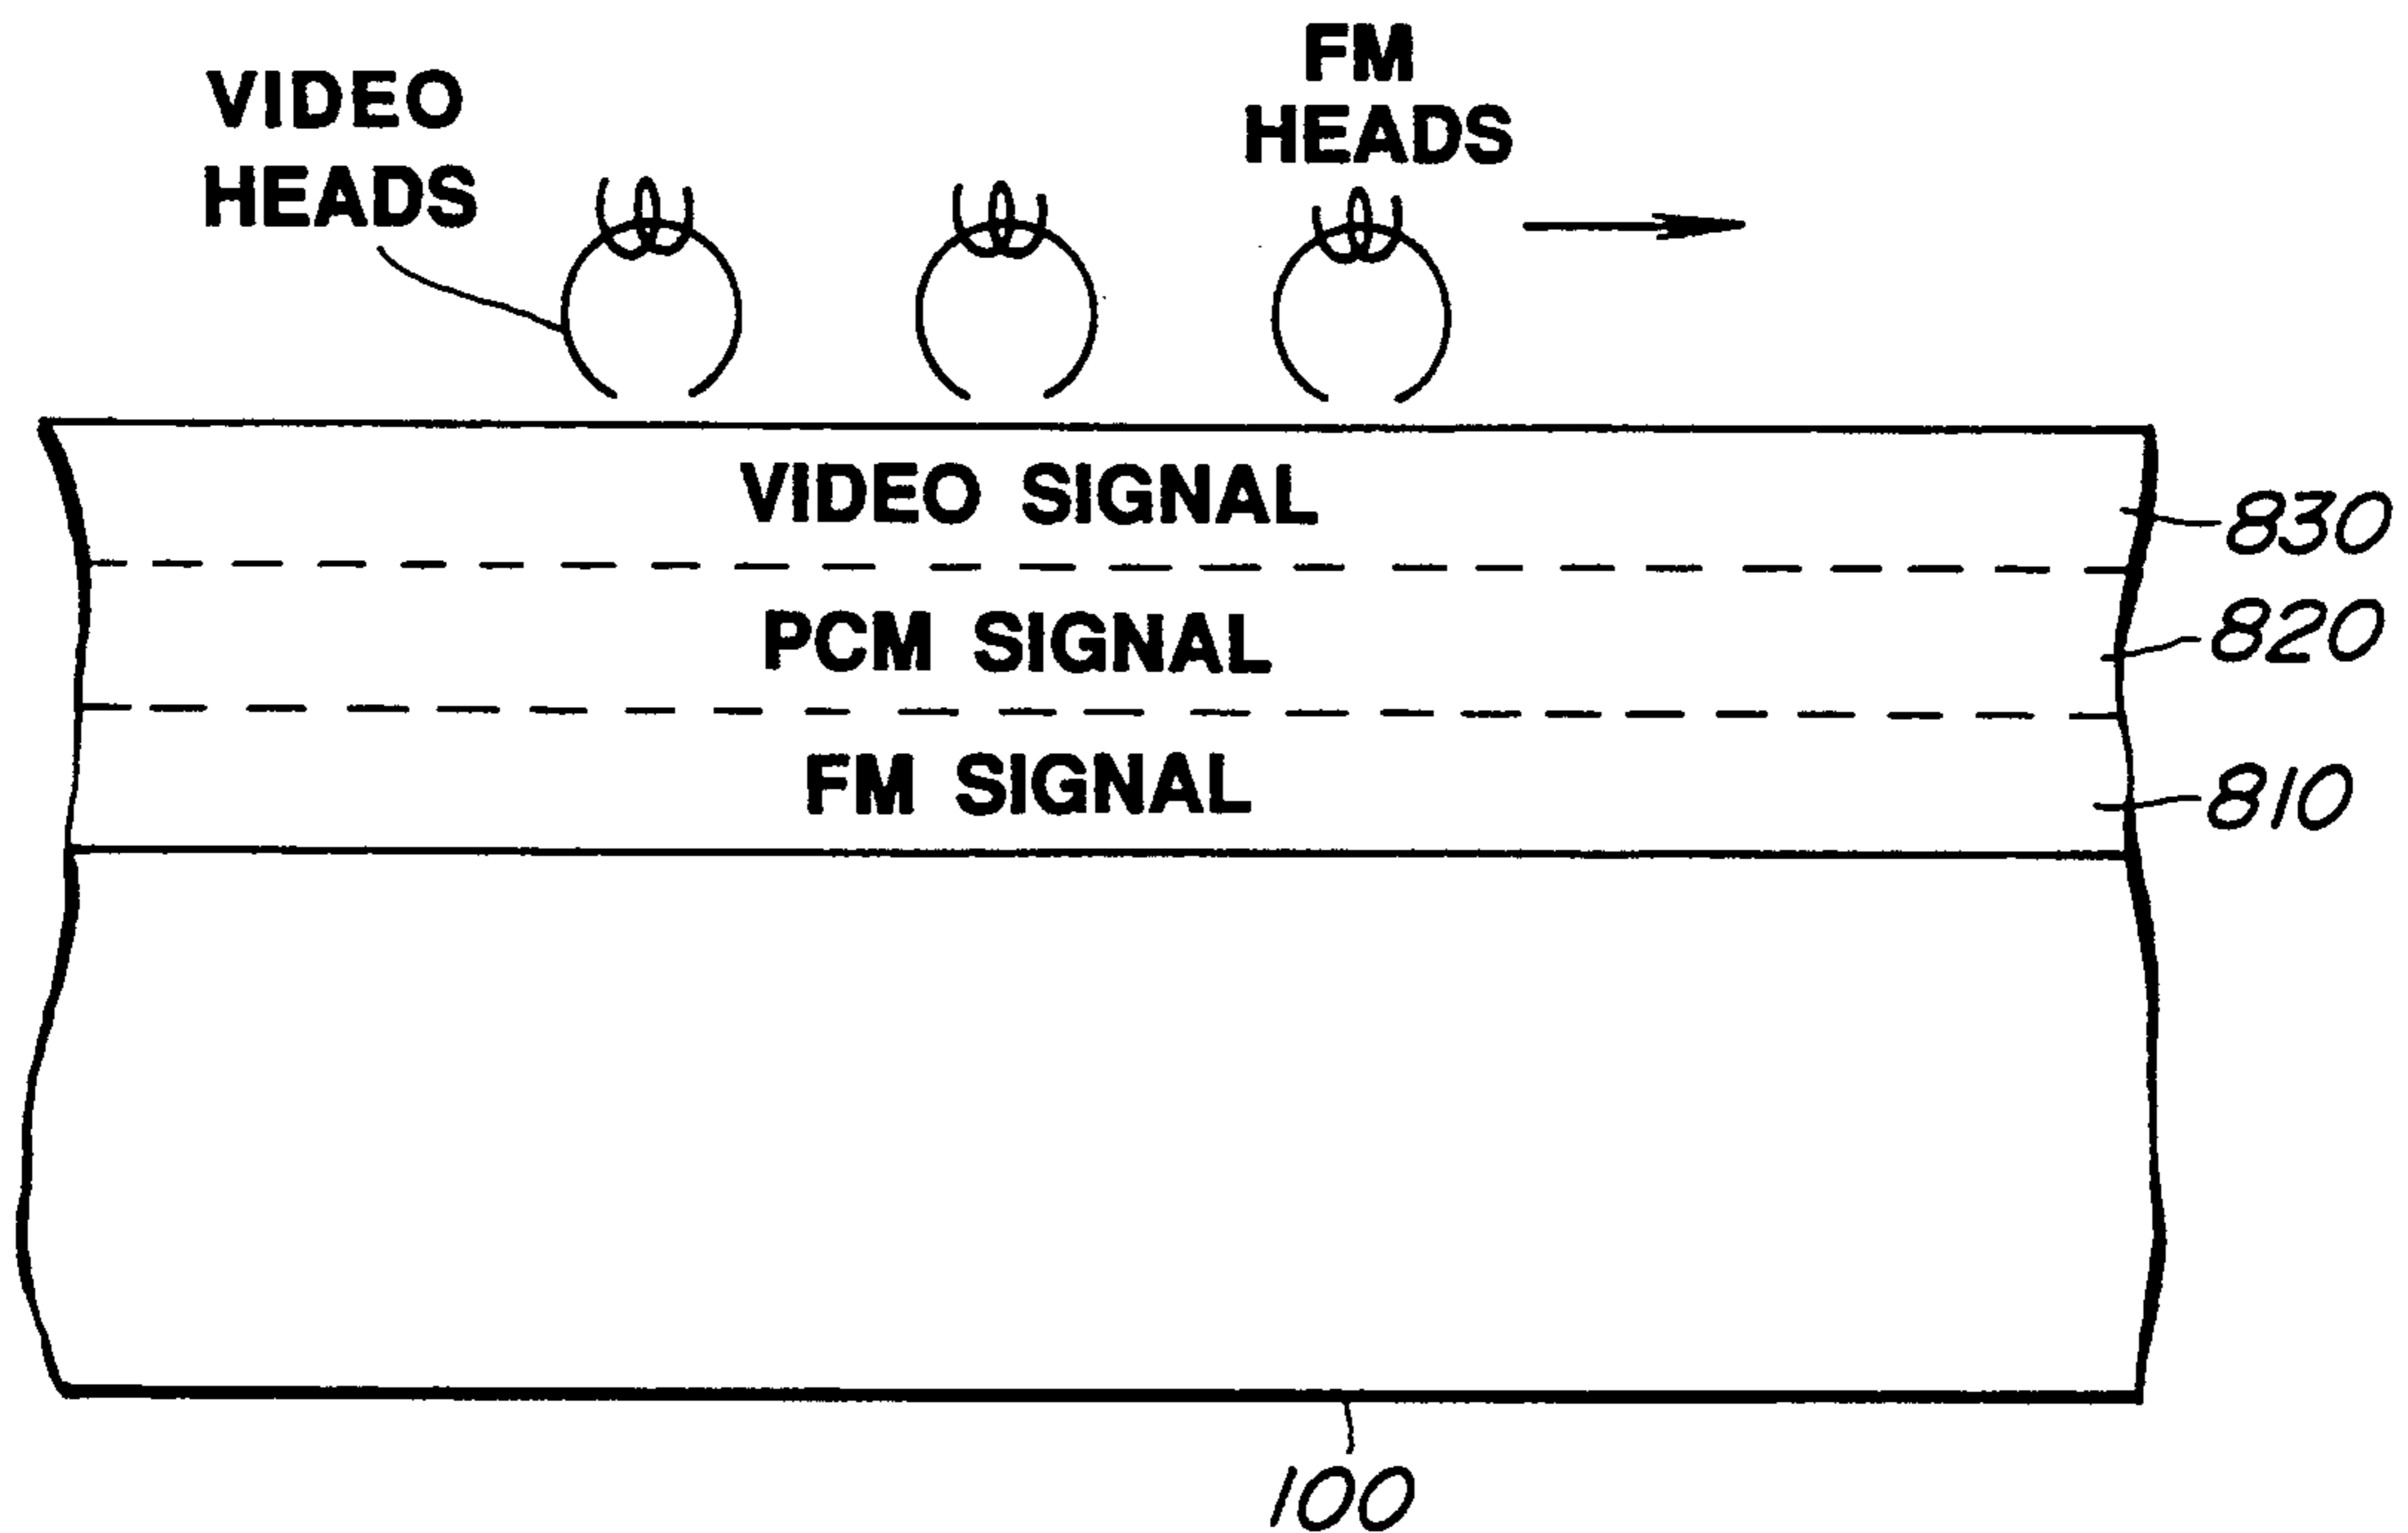 FM
HEADS
VIDEO
HEADS
VIDEO SIGNAL
830
PCM SIGNAL
820
FM SIGNAL
810
100